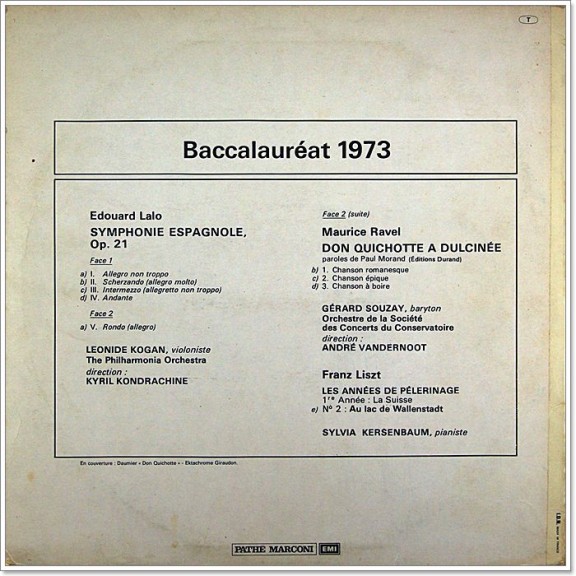 T
Baccalauréat 1973
Edouard Lalo
SYMPHONIE ESPAGNOLE,
Op. 21
Face 1
a) I. Allegro non troppo
b) II. Scherzando (allegro molto)
c) III. Intermezzo (allegretto non troppo)
d) IV. Andante
Face 2
a) V. Rondo (allegro)
LEONIDE KOGAN, violoniste
The Philharmonia Orchestra
direction :
KYRIL KONDRACHINE
Face 2 (suite)
Maurice Ravel
DON QUICHOTTE A DULCINÉE
paroles de Paul Morand (Éditions Durand)
b) 1. Chanson romanesque
c) 2. Chanson épique
d) 3. Chanson à boire
GÉRARD SOUZAY, baryton
Orchestre de la Société
des Concerts du Conservatoire
direction :
ANDRÉ VANDERNOOT
Franz Liszt
LES ANNÉES DE PÉLERINAGE
1re Année : La Suisse
e) N° 2 : Au lac de Wallenstadt
SYLVIA KERSENBAUM, pianiste
En couverture : Daumier « Don Quichotte » - Ektachrome Giraudon.
PATHÉ MARCONI EMI